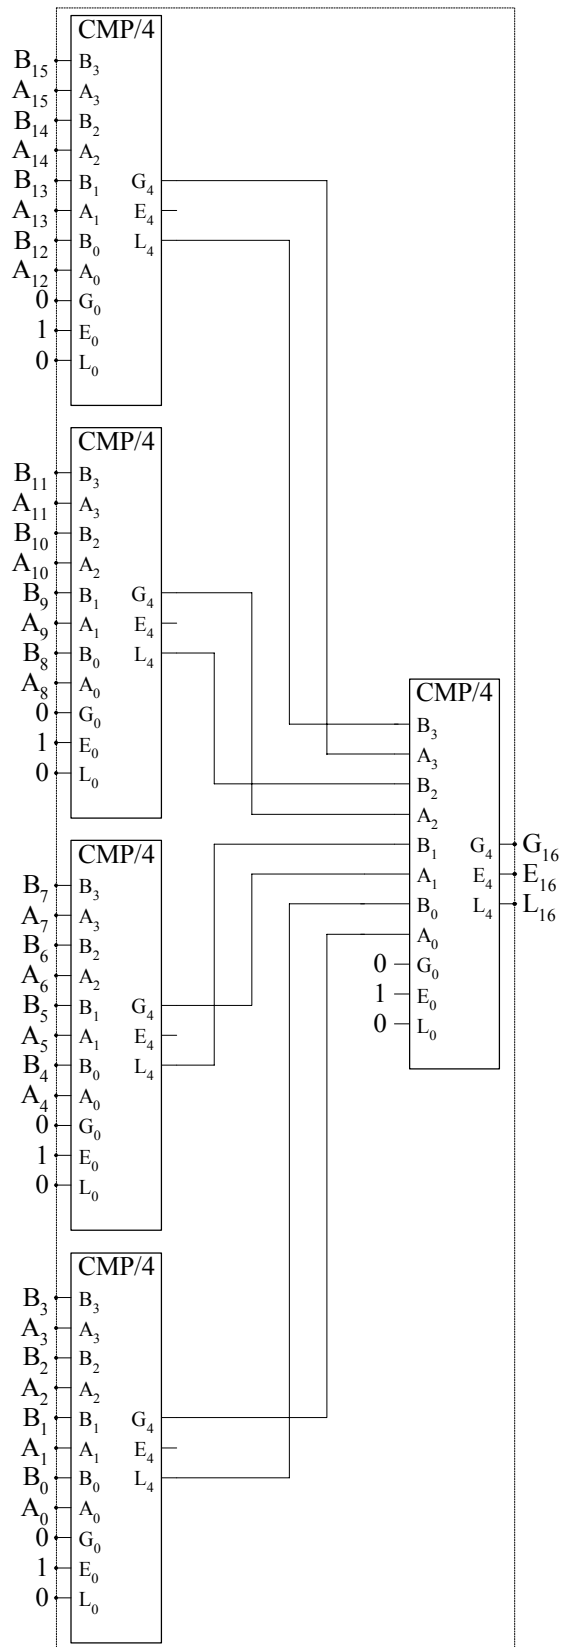 CMP/4
B15 B3
A15 A3
B14 B2
A14 A2
B13 B1 G4
A13 A1 E4
B12 B0 L4
A12 A0
0 G0
1 E0
0 L0
CMP/4
B11 B3
A11 A3
B10 B2
A10 A2
B9 B1 G4
A9 A1 E4
B8 B0 L4
A8 A0
0 G0
1 E0
0 L0
CMP/4
B7 B3
A7 A3
B6 B2
A6 A2
B5 B1 G4
A5 A1 E4
B4 B0 L4
A4 A0
0 G0
1 E0
0 L0
CMP/4
B3 B3
A3 A3
B2 B2
A2 A2
B1 B1 G4
A1 A1 E4
B0 B0 L4
A0 A0
0 G0
1 E0
0 L0
CMP/4
B3
A3
B2
A2
B1 G4 G16
A1 E4 E16
B0 L4 L16
A0
0 G0
1 E0
0 L0